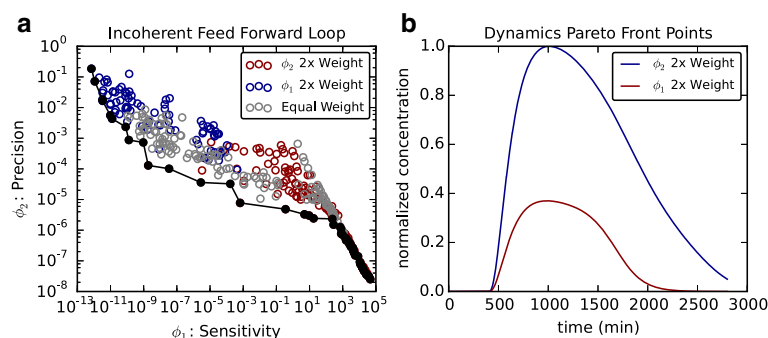 a
Incoherent Feed Forward Loop
10^0
10^-1
10^-2
10^-3
10^-4
10^-5
10^-6
10^-7
10^-8
ϕ2: Precision
ϕ2 2x Weight
ϕ1 2x Weight
Equal Weight
10^-13 10^-11 10^-9 10^-7 10^-5 10^-3 10^-1 10^1 10^3 10^5
ϕ1: Sensitivity
b
Dynamics Pareto Front Points
1.0
0.8
0.6
0.4
0.2
0.0
normalized concentration
ϕ2 2x Weight
ϕ1 2x Weight
0 500 1000 1500 2000 2500 3000
time (min)